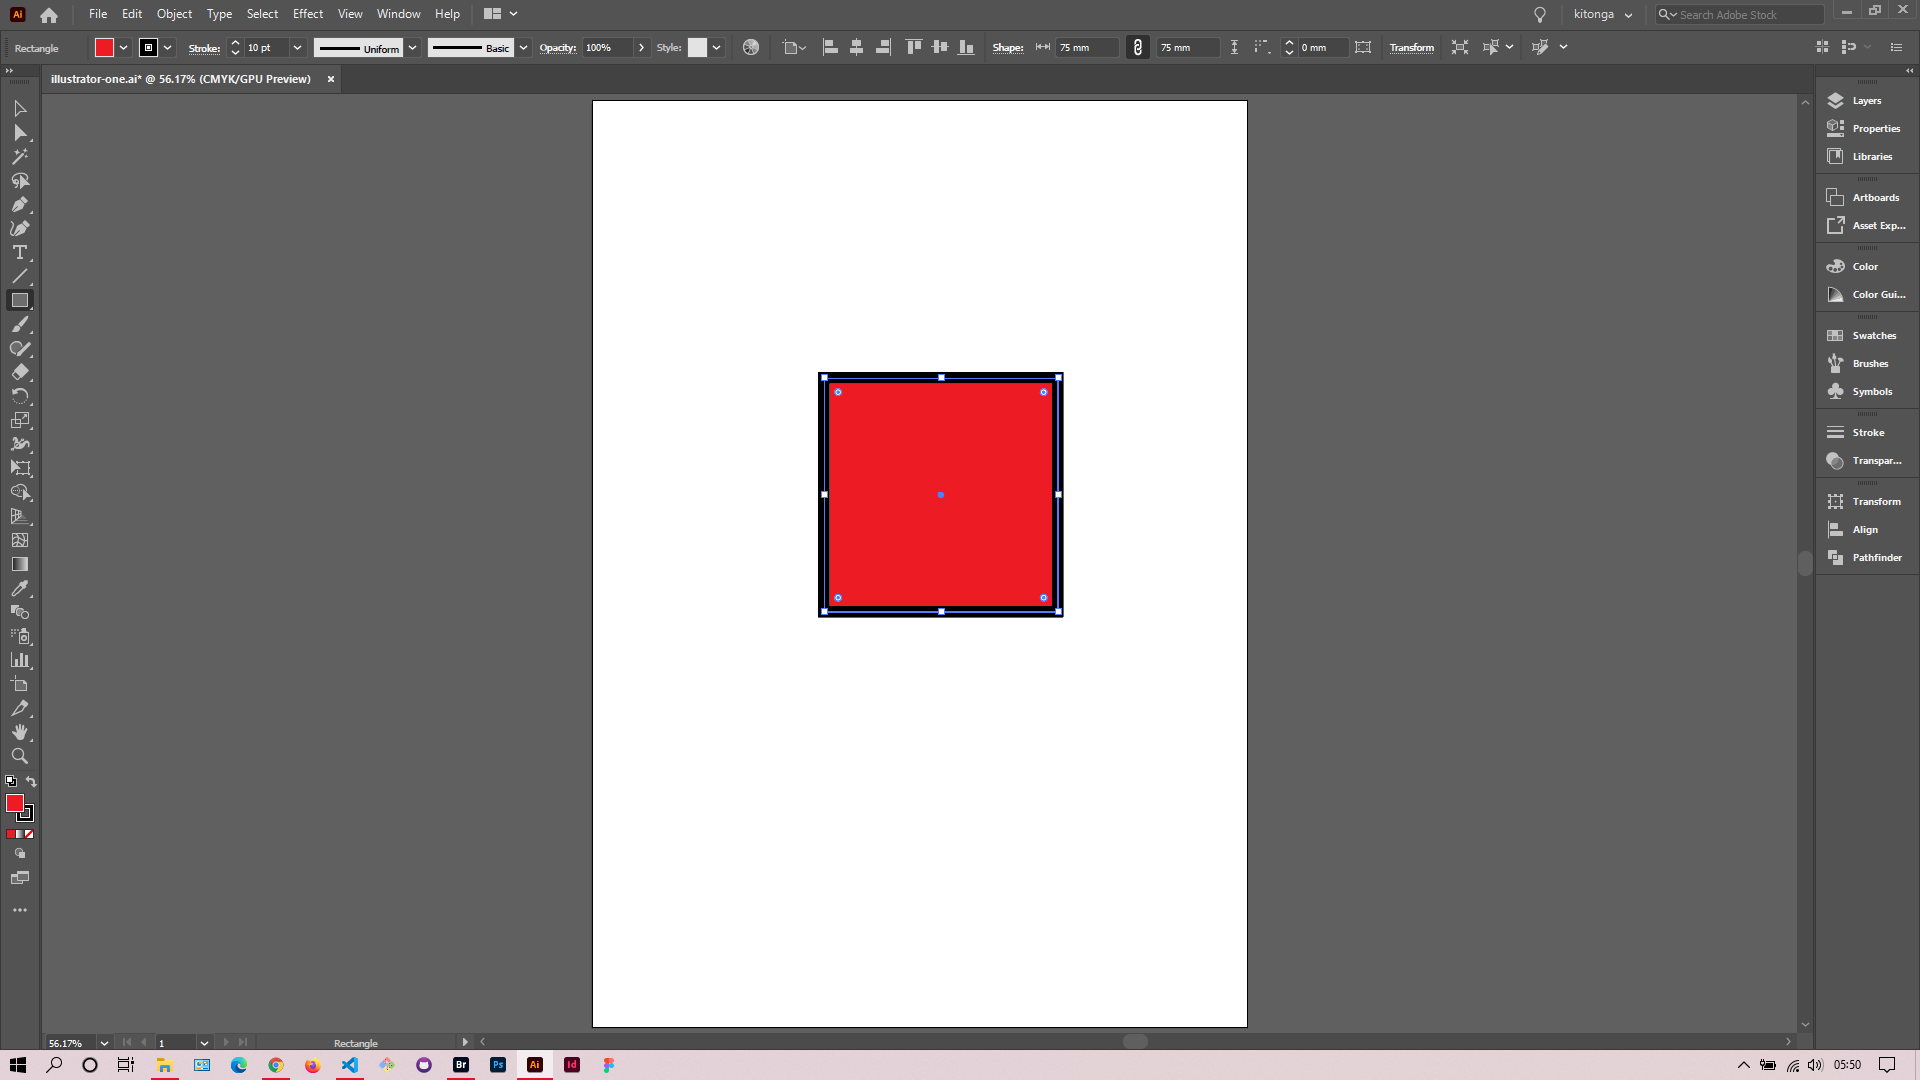 Ai File Edit Object Type Select Effect View Window Help kitonga Search Adobe Stock
Rectangle Stroke: 10 pt Uniform Basic Opacity: 100% Style: Shape: 75 mm 75 mm 0 mm Transform
illustrator-one.ai* @ 56.17% (CMYK/GPU Preview) ×
Layers
Properties
Libraries
Artboards
Asset Exp...
Color
Color Gui...
Swatches
Brushes
Symbols
Stroke
Transpar...
Transform
Align
Pathfinder
56.17% 1 Rectangle
Br Ps Ai Id 05:50